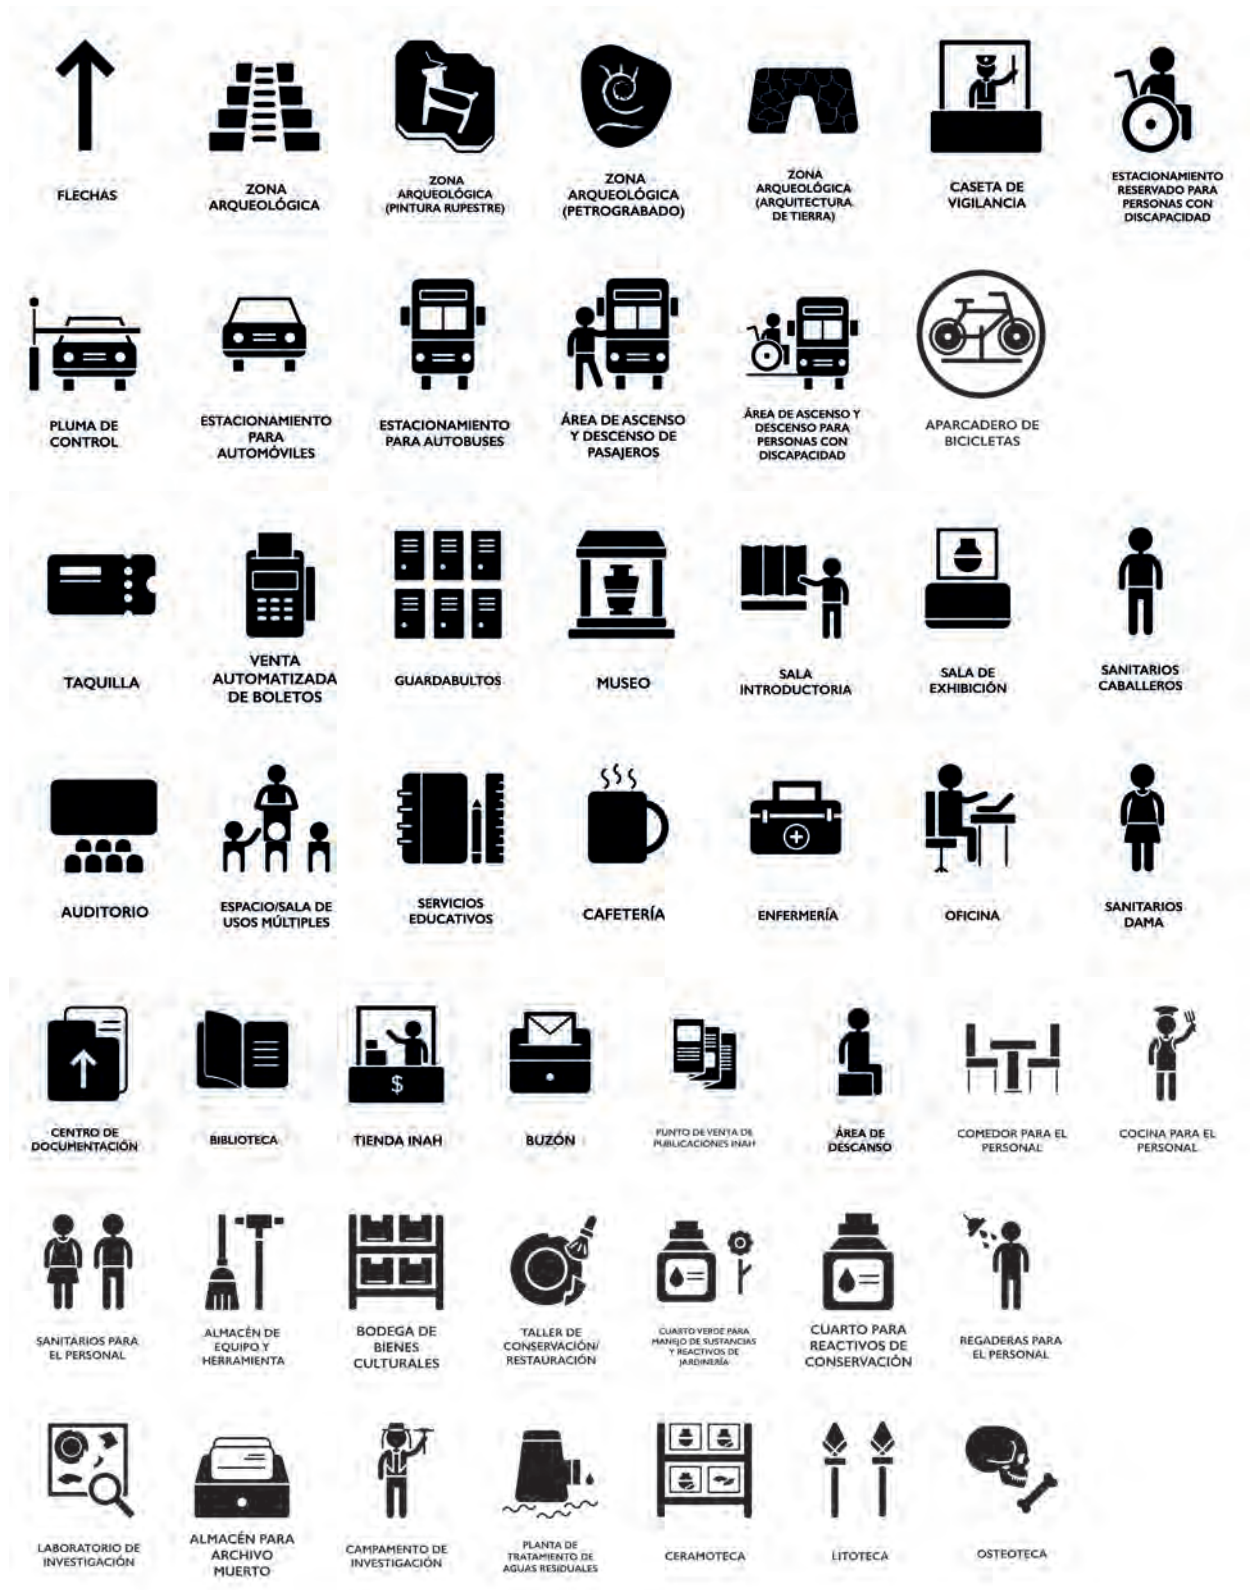 FLECHAS
ZONA
ARQUEOLÓGICA
ZONA
ARQUEOLÓGICA
(PINTURA RUPESTRE)
ZONA
ARQUEOLÓGICA
(PETROGRABADO)
ZONA
ARQUEOLÓGICA
(ARQUITECTURA
DE TIERRA)
CASETA DE
VIGILANCIA
ESTACIONAMIENTO
RESERVADO PARA
PERSONAS CON
DISCAPACIDAD
PLUMA DE
CONTROL
ESTACIONAMIENTO
PARA
AUTOMÓVILES
ESTACIONAMIENTO
PARA AUTOBUSES
ÁREA DE ASCENSO
Y DESCENSO DE
PASAJEROS
ÁREA DE ASCENSO Y
DESCENSO PARA
PERSONAS CON
DISCAPACIDAD
APARCADERO DE
BICICLETAS
TAQUILLA
VENTA
AUTOMATIZADA
DE BOLETOS
GUARDABULTOS
MUSEO
SALA
INTRODUCTORIA
SALA DE
EXHIBICIÓN
SANITARIOS
CABALLEROS
AUDITORIO
ESPACIO/SALA DE
USOS MÚLTIPLES
SERVICIOS
EDUCATIVOS
CAFETERÍA
ENFERMERÍA
OFICINA
SANITARIOS
DAMA
CENTRO DE
DOCUMENTACIÓN
BIBLIOTECA
$
TIENDA INAH
BUZÓN
PUNTO DE VENTA DE
PUBLICACIONES INAH
ÁREA DE
DESCANSO
COMEDOR PARA EL
PERSONAL
COCINA PARA EL
PERSONAL
SANITARIOS PARA
EL PERSONAL
ALMACÉN DE
EQUIPO Y
HERRAMIENTA
BODEGA DE
BIENES
CULTURALES
TALLER DE
CONSERVACIÓN/
RESTAURACIÓN
CUARTO VERDE PARA
MANEJO DE SUSTANCIAS
Y REACTIVOS DE
JARDINERÍA
CUARTO PARA
REACTIVOS DE
CONSERVACIÓN
REGADERAS PARA
EL PERSONAL
LABORATORIO DE
INVESTIGACIÓN
ALMACÉN PARA
ARCHIVO
MUERTO
CAMPAMENTO DE
INVESTIGACIÓN
PLANTA DE
TRATAMIENTO DE
AGUAS RESIDUALES
CERAMOTECA
LITOTECA
OSTEOTECA